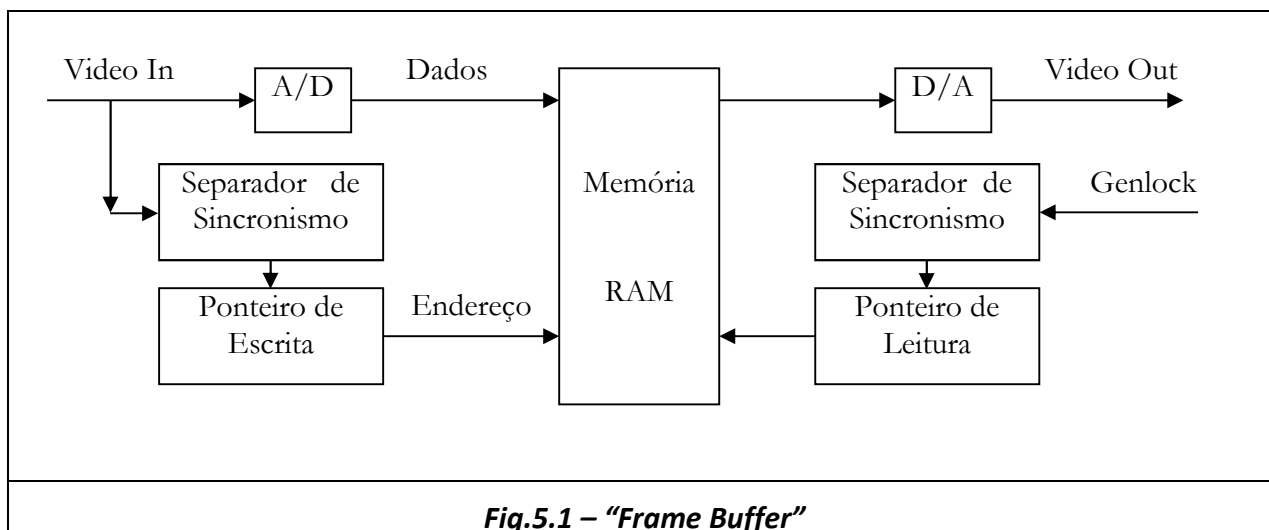 Video In
A/D
Dados
D/A
Video Out
Separador de
Sincronismo
Memória
RAM
Separador de
Sincronismo
Genlock
Ponteiro de
Escrita
Endereço
Ponteiro de
Leitura
Fig.5.1 – “Frame Buffer”